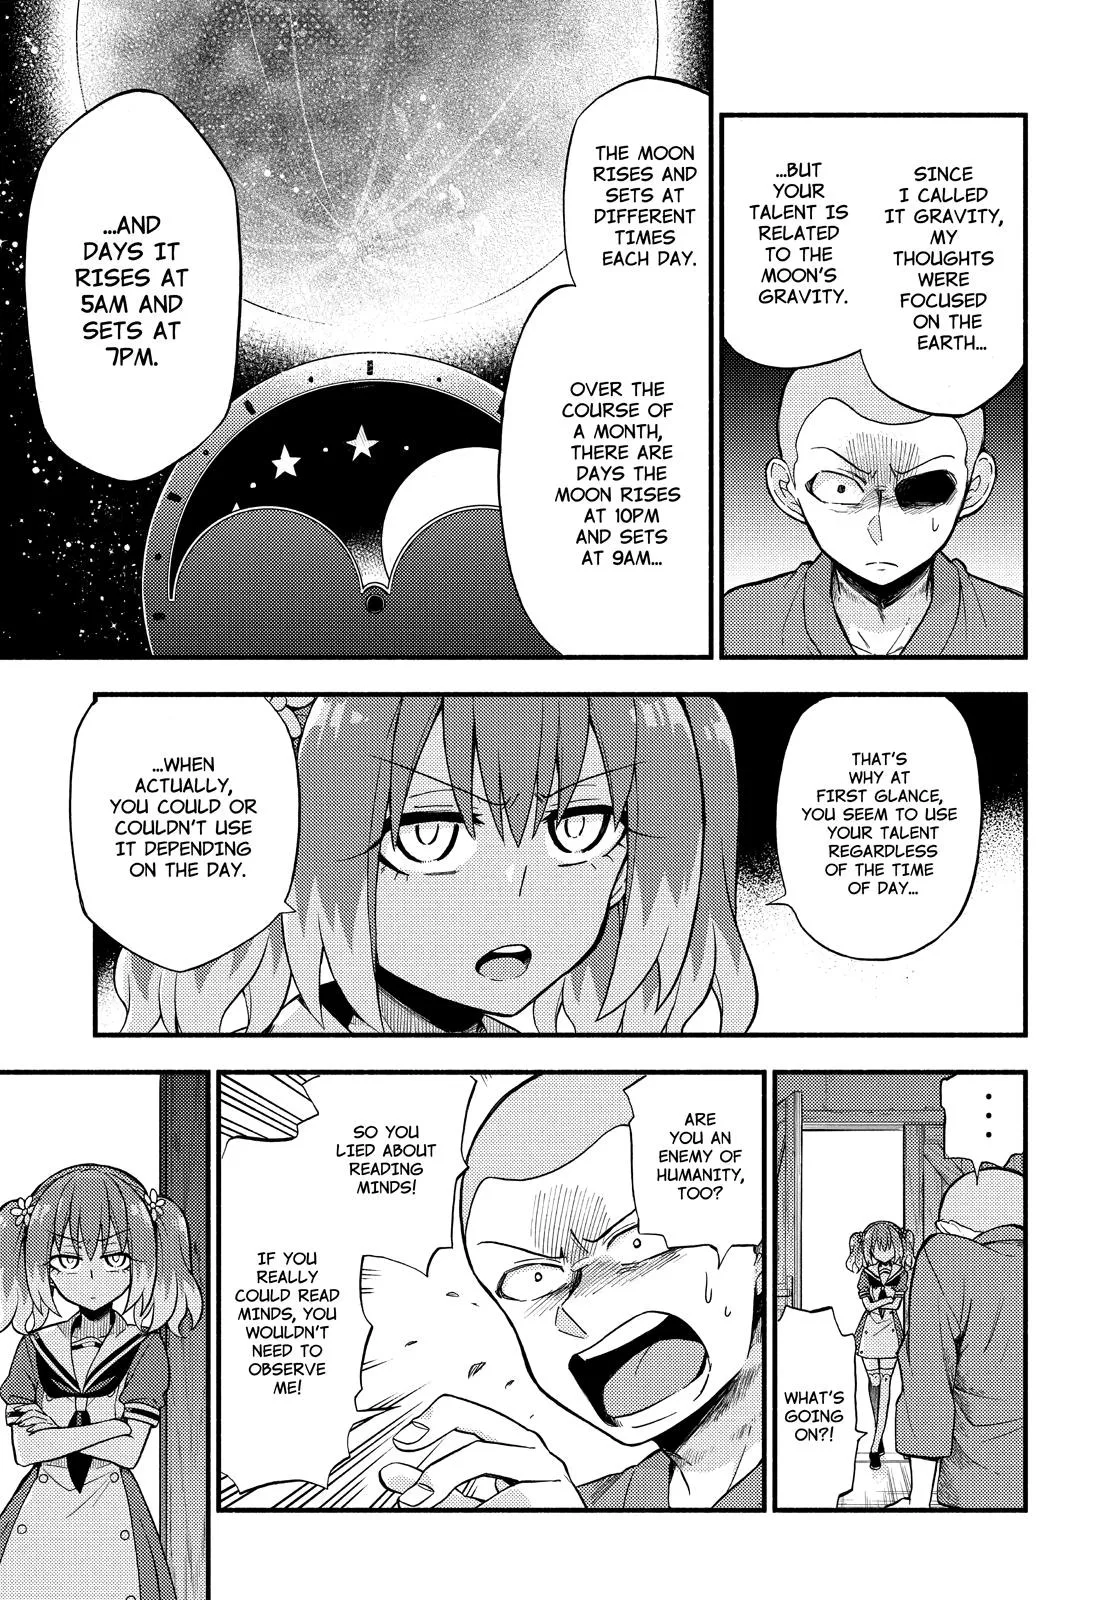 SINCE
I CALLED
IT GRAVITY,
MY
THOUGHTS
WERE
FOCUSED
ON THE
EARTH...
...BUT
YOUR
TALENT IS
RELATED
TO THE
MOON'S
GRAVITY.
THE MOON
RISES AND
SETS AT
DIFFERENT
TIMES
EACH DAY.
OVER THE
COURSE OF
A MONTH,
THERE ARE
DAYS THE
MOON RISES
AT 10PM
AND SETS
AT 9AM...
...AND
DAYS IT
RISES AT
5AM AND
SETS AT
7PM.
THAT'S
WHY AT
FIRST GLANCE,
YOU SEEM TO USE
YOUR TALENT
REGARDLESS
OF THE TIME
OF DAY...
...WHEN
ACTUALLY,
YOU COULD OR
COULDN'T USE
IT DEPENDING
ON THE DAY.
...
WHAT'S
GOING
ON?!
ARE
YOU AN
ENEMY OF
HUMANITY,
TOO?
SO YOU
LIED ABOUT
READING
MINDS!
IF YOU
REALLY
COULD READ
MINDS, YOU
WOULDN'T
NEED TO
OBSERVE
ME!